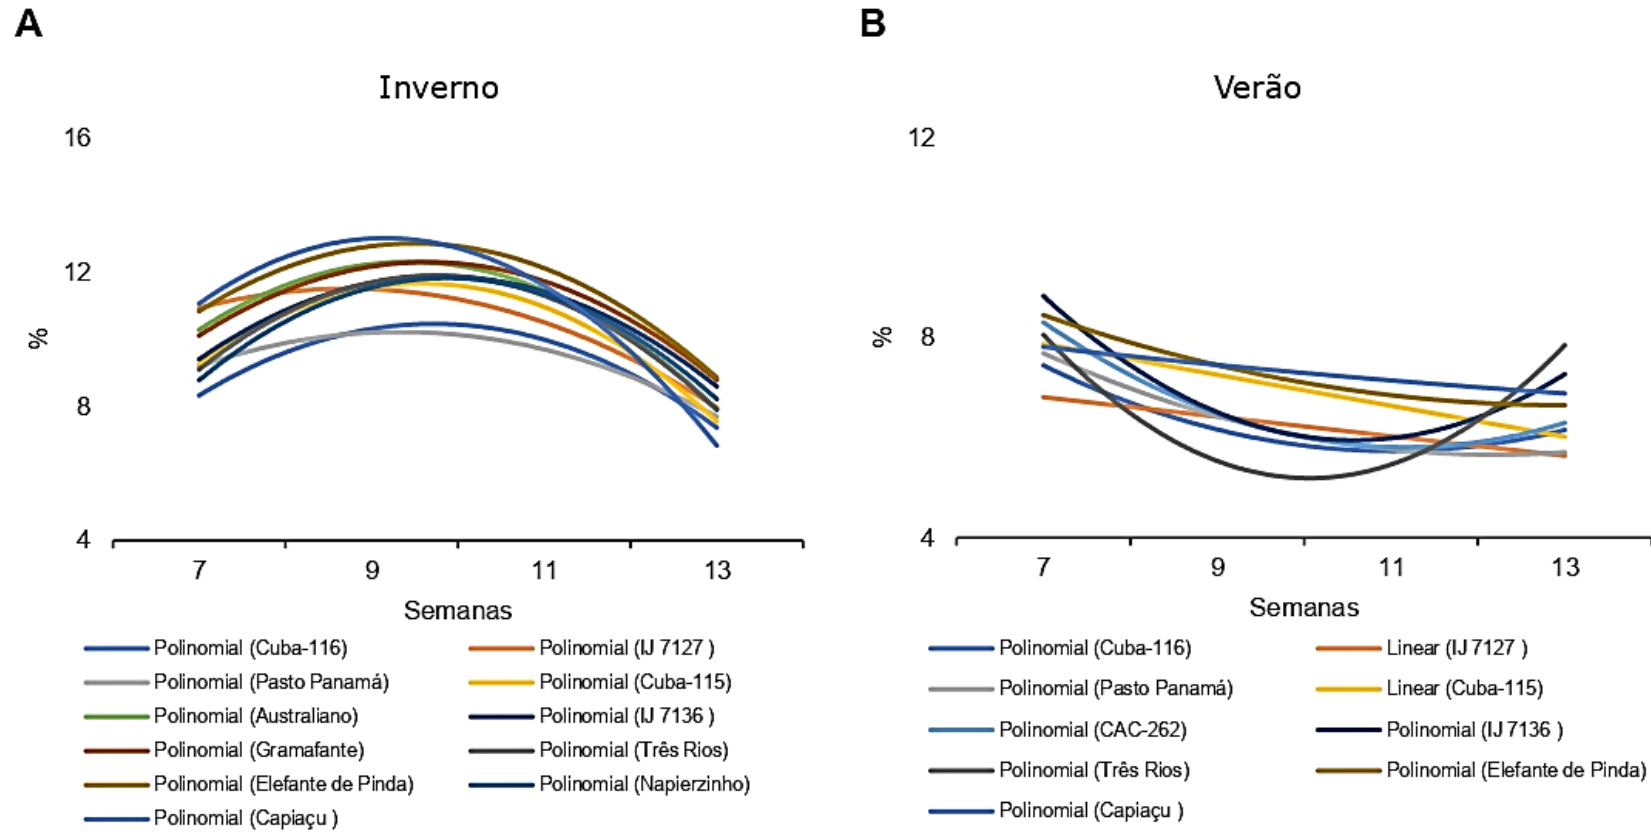 A
Inverno
16
12
8
4
%
7 9 11 13
Semanas
Polinomial (Cuba-116)
Polinomial (IJ 7127 )
Polinomial (Pasto Panamá)
Polinomial (Cuba-115)
Polinomial (Australiano)
Polinomial (IJ 7136 )
Polinomial (Gramafante)
Polinomial (Três Rios)
Polinomial (Elefante de Pinda)
Polinomial (Napierzinho)
Polinomial (Capiaçu )
B
Verão
12
8
4
%
7 9 11 13
Semanas
Polinomial (Cuba-116)
Linear (IJ 7127 )
Polinomial (Pasto Panamá)
Linear (Cuba-115)
Polinomial (CAC-262)
Polinomial (IJ 7136 )
Polinomial (Três Rios)
Polinomial (Elefante de Pinda)
Polinomial (Capiaçu )